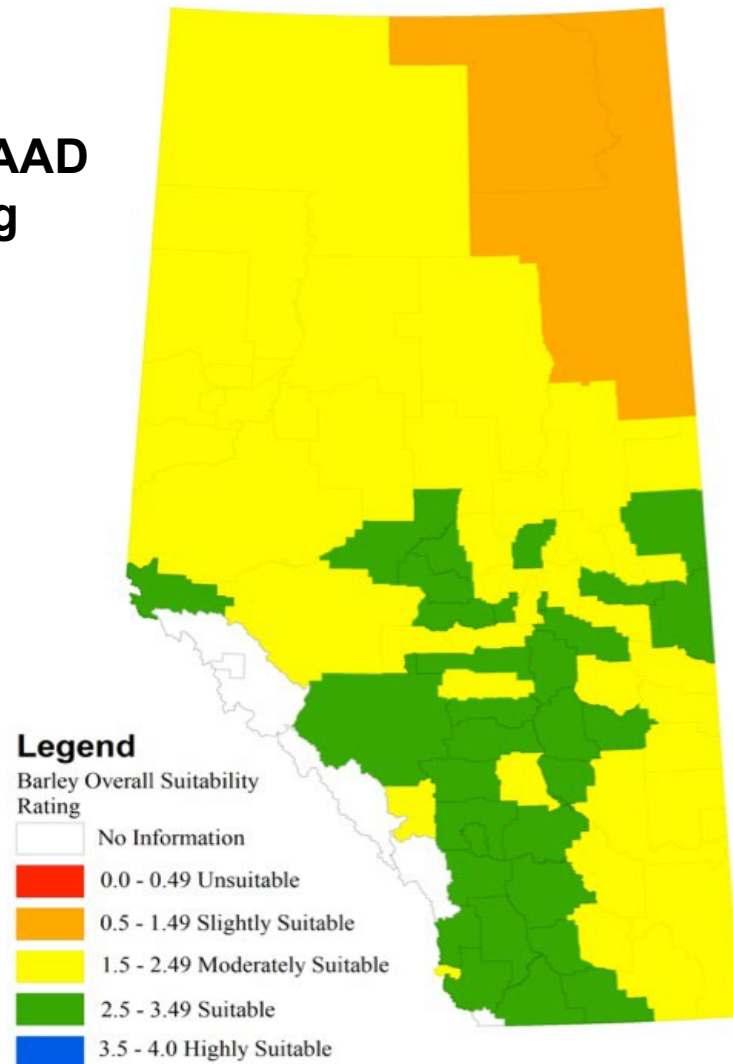 AAD
g
Legend
Barley Overall Suitability
Rating
No Information
0.0 - 0.49 Unsuitable
0.5 - 1.49 Slightly Suitable
1.5 - 2.49 Moderately Suitable
2.5 - 3.49 Suitable
3.5 - 4.0 Highly Suitable